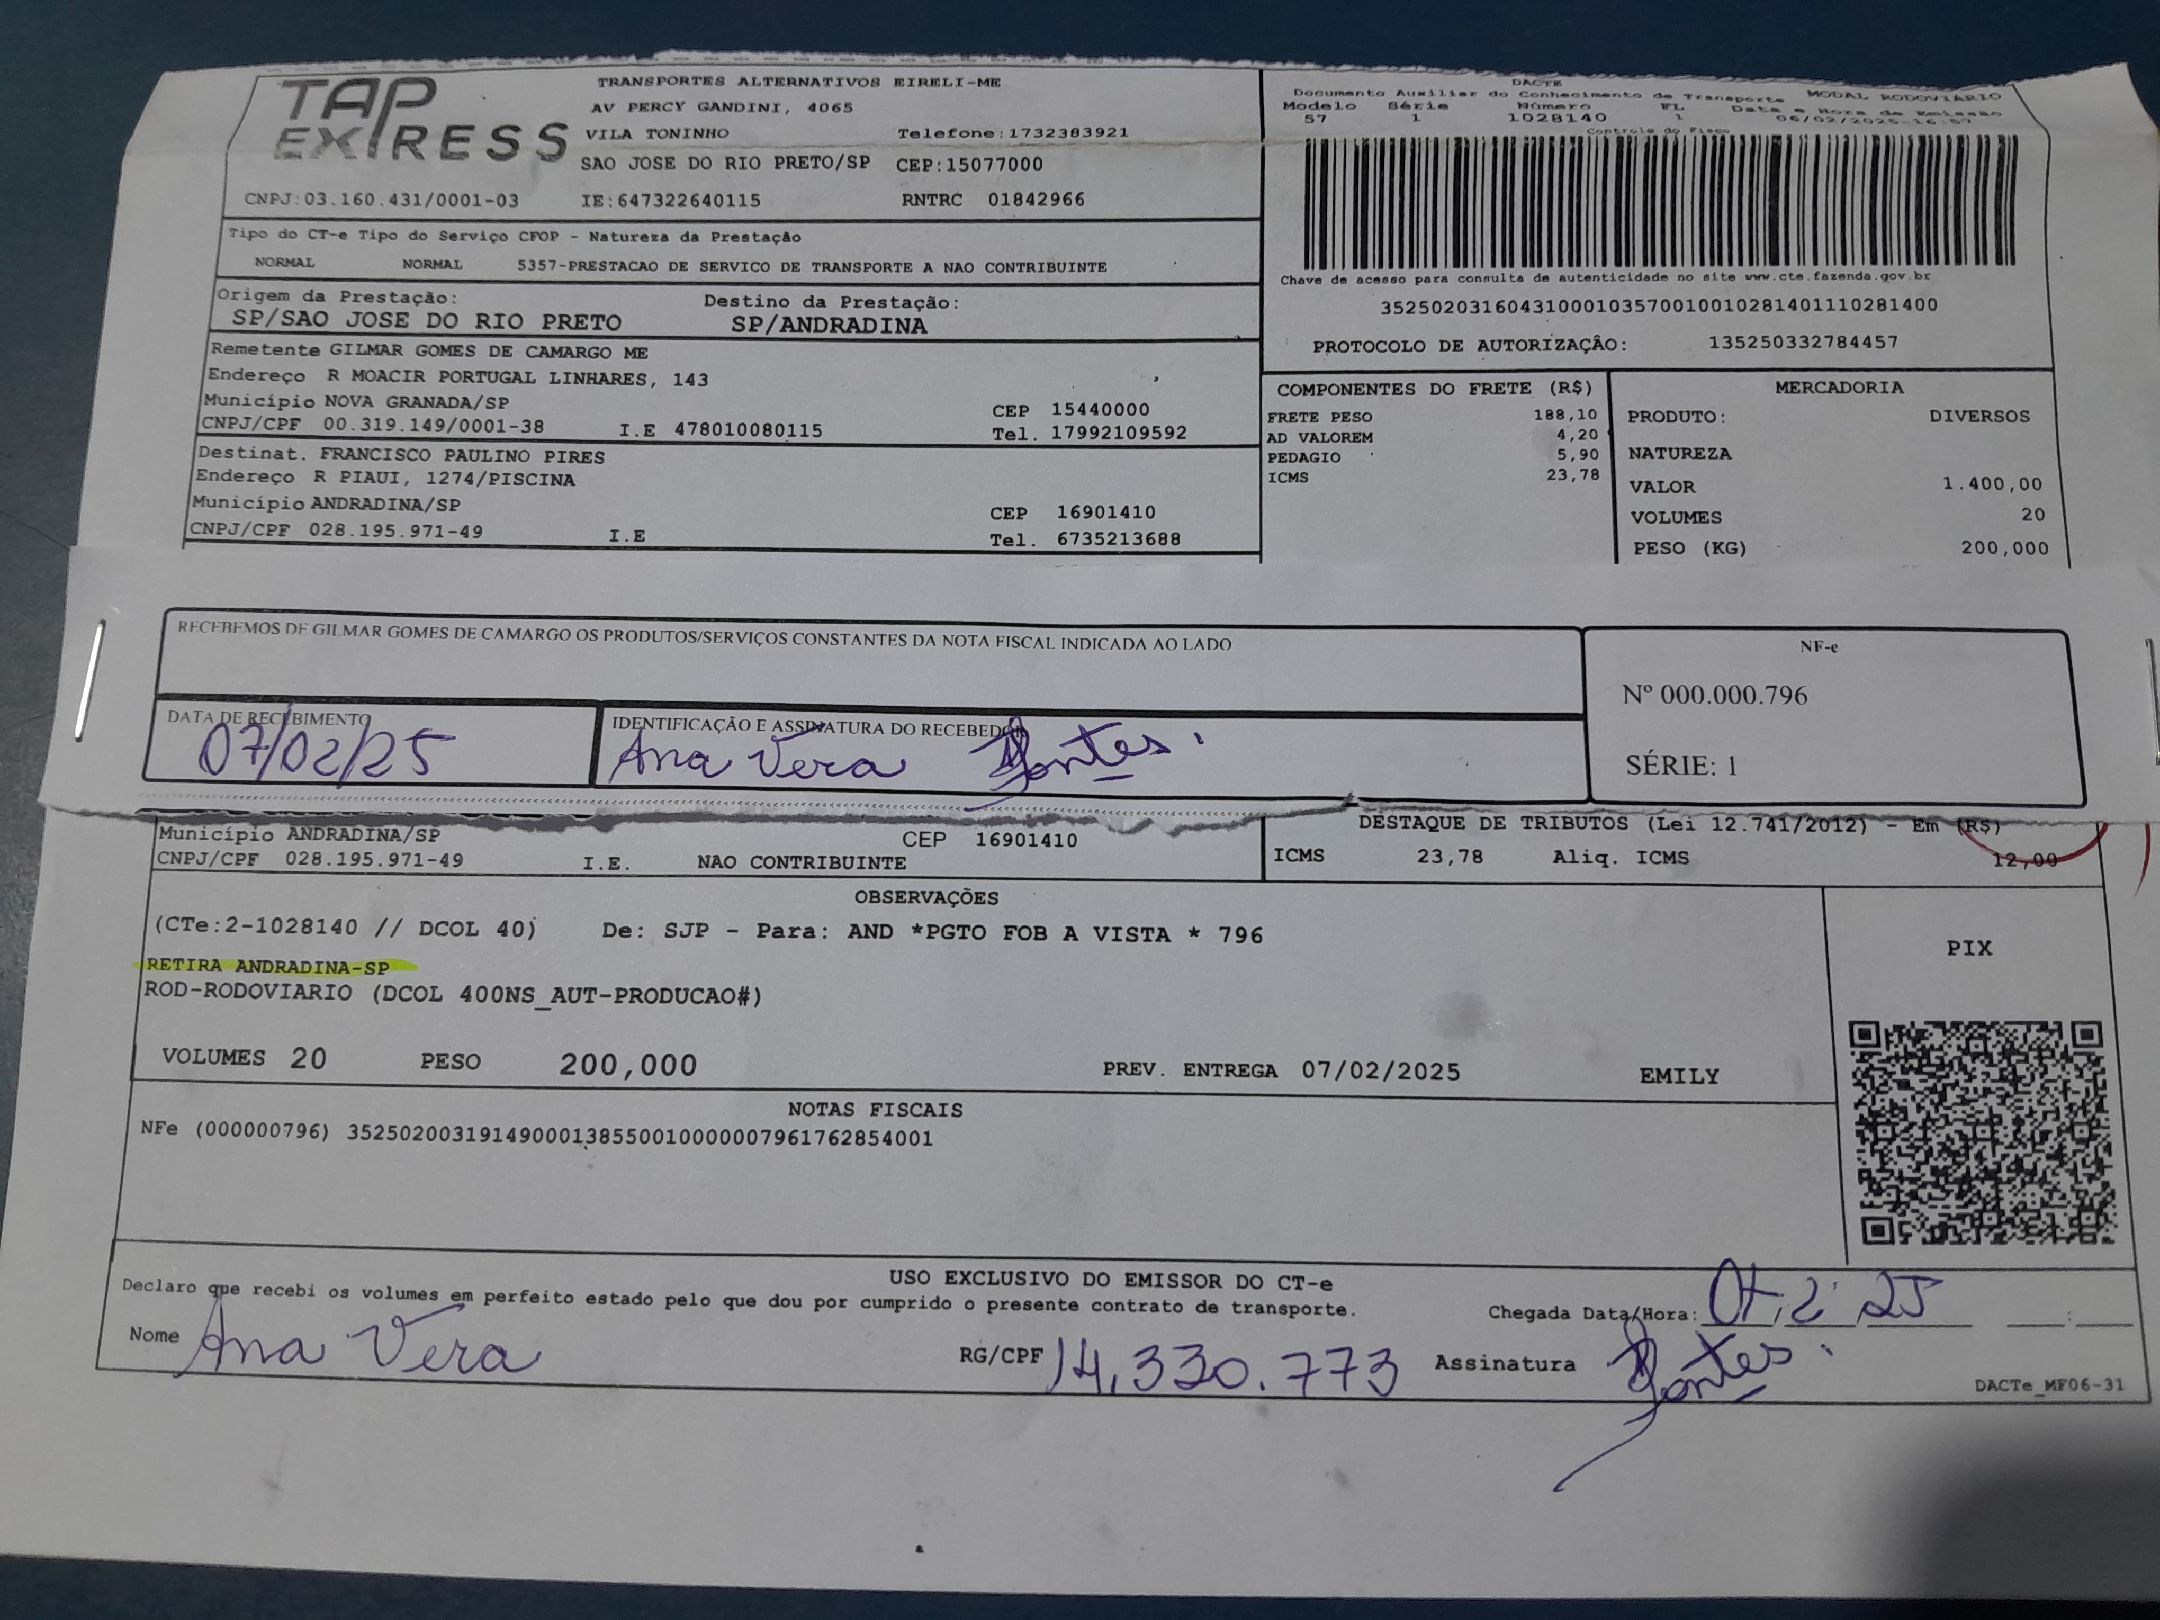 TAP EXPRESS
TRANSPORTES ALTERNATIVOS EIRELI-ME
AV PERCY GANDINI, 4065
VILA TONINHO Telefone:1732383921
SAO JOSE DO RIO PRETO/SP CEP:15077000
CNPJ:03.160.431/0001-03 IE:647322640115 RNTRC 01842966
DACTE
Documento Auxiliar do Conhecimento de Transporte MODAL RODOVIARIO
Modelo Série Número FL Data e Hora de Emissão
57 1 1028140 1 06/02/2025-16:57
Controle do Fisco
Chave de acesso para consulta de autenticidade no site www.cte.fazenda.gov.br
35250203160431000103570010010281401110281400
PROTOCOLO DE AUTORIZAÇÃO: 135250332784457
Tipo do CT-e Tipo do Serviço CFOP - Natureza da Prestação
NORMAL NORMAL 5357-PRESTACAO DE SERVICO DE TRANSPORTE A NAO CONTRIBUINTE
Origem da Prestação: Destino da Prestação:
SP/SAO JOSE DO RIO PRETO SP/ANDRADINA
Remetente GILMAR GOMES DE CAMARGO ME
Endereço R MOACIR PORTUGAL LINHARES, 143
Município NOVA GRANADA/SP CEP 15440000
CNPJ/CPF 00.319.149/0001-38 I.E 478010080115 Tel. 17992109592
Destinat. FRANCISCO PAULINO PIRES
Endereço R PIAUI, 1274/PISCINA
Município ANDRADINA/SP CEP 16901410
CNPJ/CPF 028.195.971-49 I.E Tel. 6735213688
COMPONENTES DO FRETE (R$)
FRETE PESO 188,10
AD VALOREM 4,20
PEDAGIO 5,90
ICMS 23,78
MERCADORIA
PRODUTO: DIVERSOS
NATUREZA
VALOR 1.400,00
VOLUMES 20
PESO (KG) 200,000
RECEBEMOS DE GILMAR GOMES DE CAMARGO OS PRODUTOS/SERVIÇOS CONSTANTES DA NOTA FISCAL INDICADA AO LADO
DATA DE RECEBIMENTO
07/02/25
IDENTIFICAÇÃO E ASSINATURA DO RECEBEDOR
Ana Vera Fontes.
NF-e
Nº 000.000.796
SÉRIE: 1
Município ANDRADINA/SP CEP 16901410
CNPJ/CPF 028.195.971-49 I.E. NAO CONTRIBUINTE
DESTAQUE DE TRIBUTOS (Lei 12.741/2012) - Em (R$)
ICMS 23,78 Aliq. ICMS 12,00
OBSERVAÇÕES
(CTe:2-1028140 // DCOL 40) De: SJP - Para: AND *PGTO FOB A VISTA * 796
RETIRA ANDRADINA-SP
ROD-RODOVIARIO (DCOL 400NS_AUT-PRODUCAO#)
VOLUMES 20 PESO 200,000 PREV. ENTREGA 07/02/2025 EMILY
PIX
NOTAS FISCAIS
NFe (000000796) 35250200319149000138550010000007961762854001
USO EXCLUSIVO DO EMISSOR DO CT-e
Declaro que recebi os volumes em perfeito estado pelo que dou por cumprido o presente contrato de transporte.
Chegada Data/Hora: 07 2 25 :
Nome Ana Vera RG/CPF 14.330.773 Assinatura Fontes.
DACTe_MF06-31